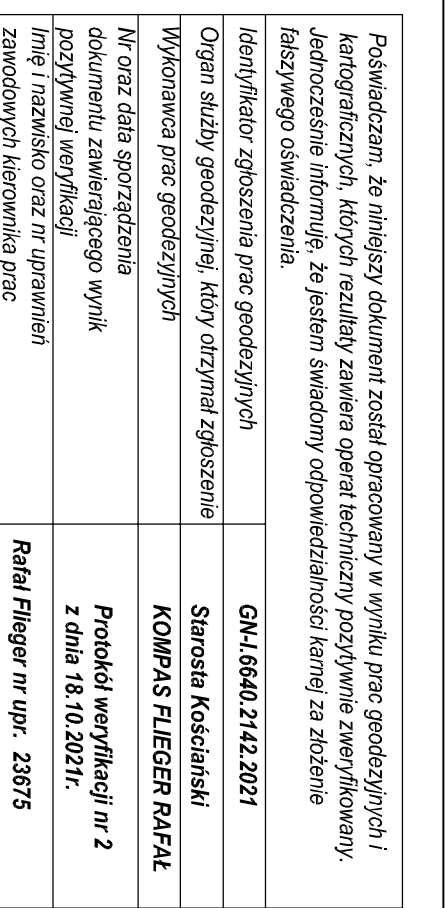 Poświadczam, że niniejszy dokument został opracowany w wyniku prac geodezyjnych i
kartograficznych, których rezultaty zawiera operat techniczny pozytywnie zweryfikowany.
Jednocześnie informuję, że jestem świadomy odpowiedzialności karnej za złożenie
fałszywego oświadczenia.
Identyfikator zgłoszenia prac geodezyjnych
GN-I.6640.2142.2021
Organ służby geodezyjnej, który otrzymał zgłoszenie
Starosta Kościański
Wykonawca prac geodezyjnych
KOMPAS FLIEGER RAFAŁ
Nr oraz data sporządzenia
dokumentu zawierającego wynik
pozytywnej weryfikacji
Protokół weryfikacji nr 2
z dnia 18.10.2021r.
Imię i nazwisko oraz nr uprawnień
zawodowych kierownika prac
Rafał Flieger nr upr. 23675